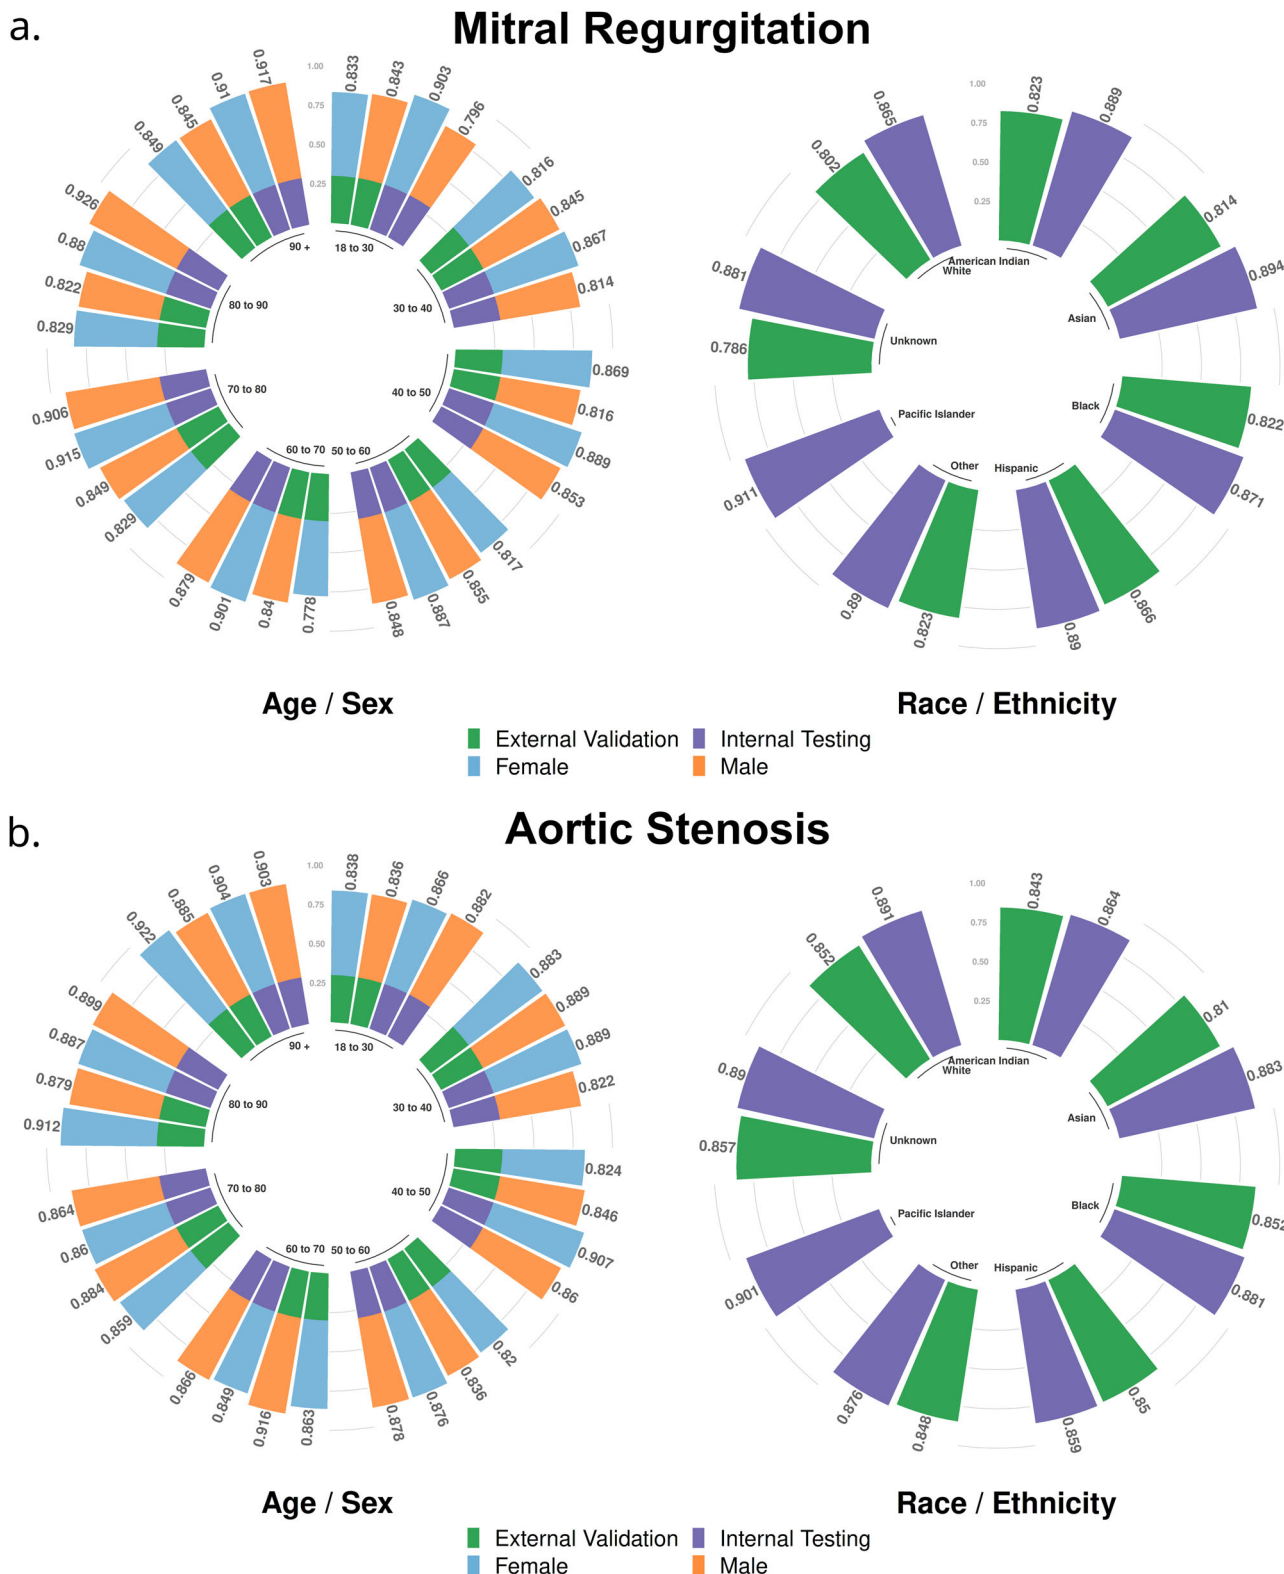 a.
Mitral Regurgitation
1.00
0.75
0.50
0.25
0.833
0.843
0.903
0.796
18 to 30
0.816
0.845
0.867
0.814
30 to 40
0.869
0.816
0.889
0.853
40 to 50
0.817
0.855
0.887
0.848
50 to 60
0.778
0.84
0.901
0.879
60 to 70
0.829
0.849
0.915
0.906
70 to 80
0.829
0.822
0.88
0.926
80 to 90
0.849
0.845
0.91
0.917
90 +
Age / Sex
1.00
0.75
0.50
0.25
0.823
0.889
American Indian
0.814
0.894
Asian
0.822
0.871
Black
0.866
0.89
Hispanic
0.823
0.89
Other
0.911
Pacific Islander
0.786
0.881
Unknown
0.802
0.865
White
Race / Ethnicity
External Validation
Internal Testing
Female
Male
b.
Aortic Stenosis
1.00
0.75
0.50
0.25
0.838
0.836
0.866
0.882
18 to 30
0.883
0.889
0.889
0.822
30 to 40
0.824
0.846
0.907
0.86
40 to 50
0.82
0.836
0.876
0.878
50 to 60
0.863
0.916
0.849
0.866
60 to 70
0.859
0.884
0.86
0.864
70 to 80
0.912
0.879
0.887
0.899
80 to 90
0.922
0.885
0.904
0.903
90 +
Age / Sex
1.00
0.75
0.50
0.25
0.843
0.864
American Indian
0.81
0.883
Asian
0.852
0.881
Black
0.85
0.859
Hispanic
0.848
0.876
Other
0.901
Pacific Islander
0.857
0.89
Unknown
0.852
0.891
White
Race / Ethnicity
External Validation
Internal Testing
Female
Male